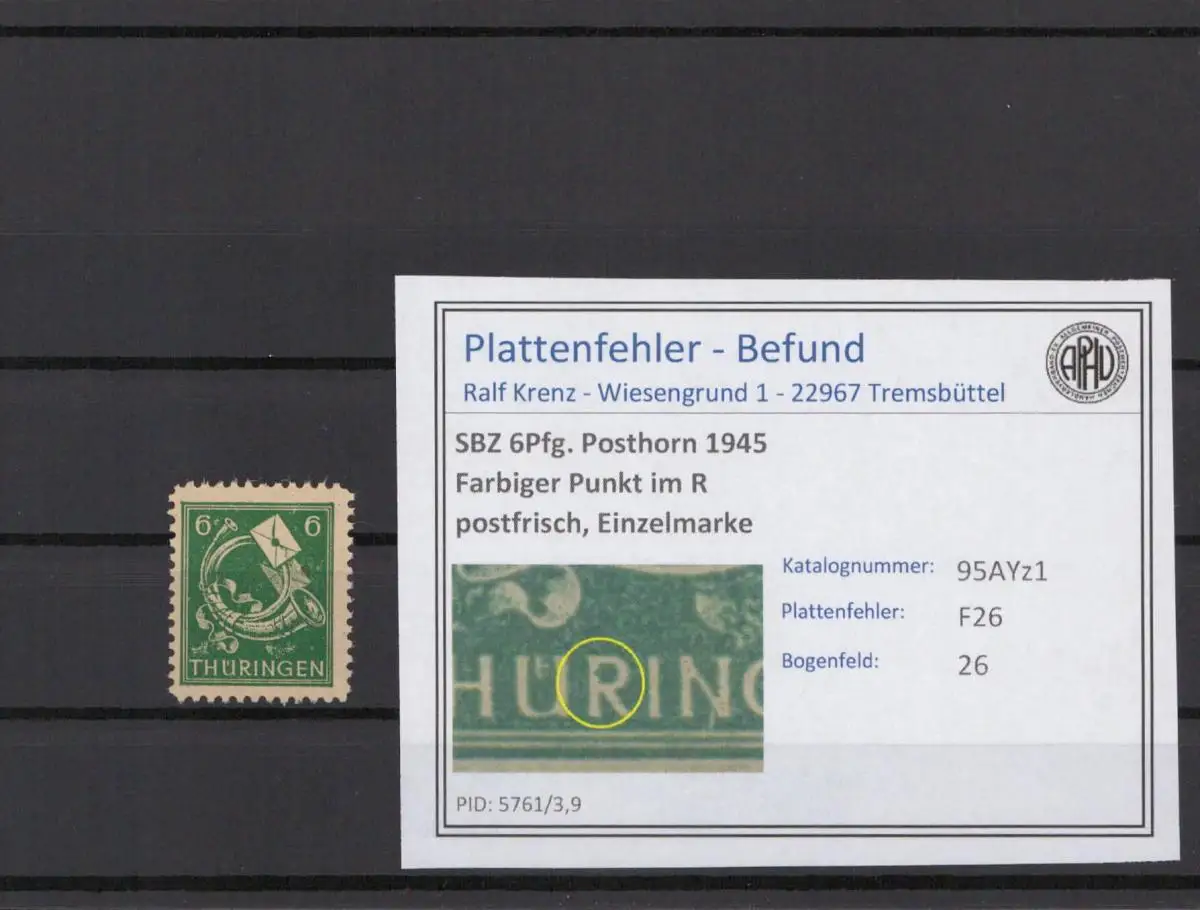 Plattenfehler - Befund
Ralf Krenz - Wiesengrund 1 - 22967 Tremsbüttel
APHV
SBZ 6Pfg. Posthorn 1945
Farbiger Punkt im R
postfrisch, Einzelmarke
Katalognummer: 95AYz1
Plattenfehler: F26
Bogenfeld: 26
6 6
THÜRINGEN
HÜRING
PID: 5761/3,9